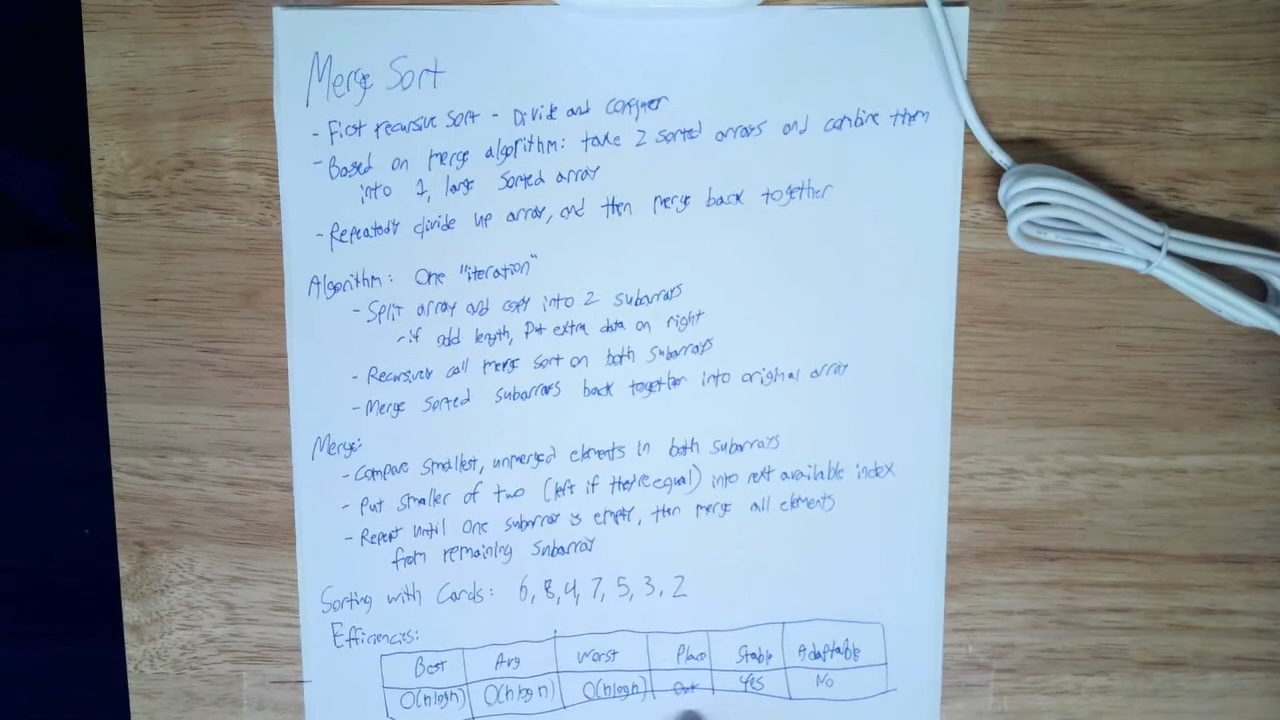 Merge Sort
- First recursive sort - Divide and conquer
- Based on merge algorithm: take 2 sorted arrays and combine them
into 1, large sorted array
- Repeatedly divide up array, and then merge back together
Algorithm: One "iteration"
- Split array and copy into 2 subarrays
- if odd length, put extra data on right
- Recursively call merge sort on both subarrays
- Merge sorted subarrays back together into original array
Merge:
- Compare smallest, unmerged elements in both subarrays
- Put smaller of two (left if they're equal) into next available index
- Repeat until one subarray is empty, then merge all elements
from remaining subarray
Sorting with Cards: 6, 8, 4, 7, 5, 3, 2
Efficiencies:
Best Avg Worst Place Stable Adaptable
O(nlogn) O(nlogn) O(nlogn) Out Yes No